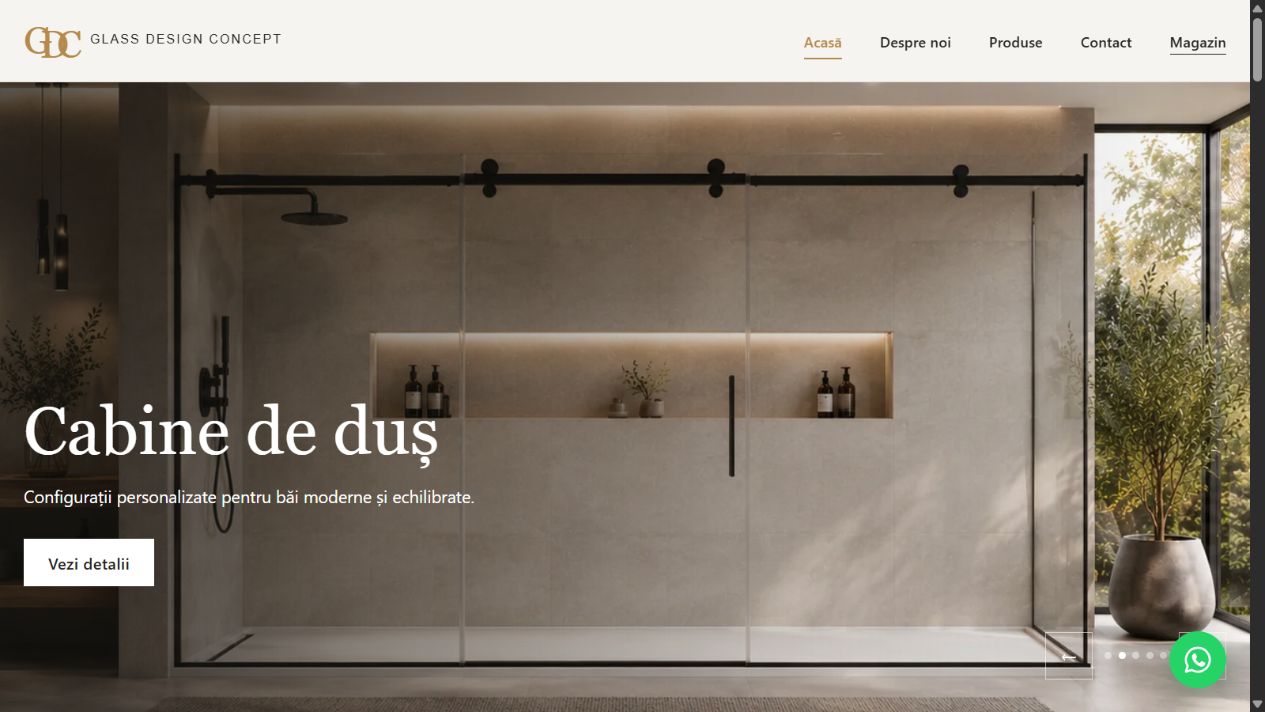 GDC GLASS DESIGN CONCEPT
Acasă Despre noi Produse Contact Magazin
Cabine de duș
Configurații personalizate pentru băi moderne și echilibrate.
Vezi detalii
←